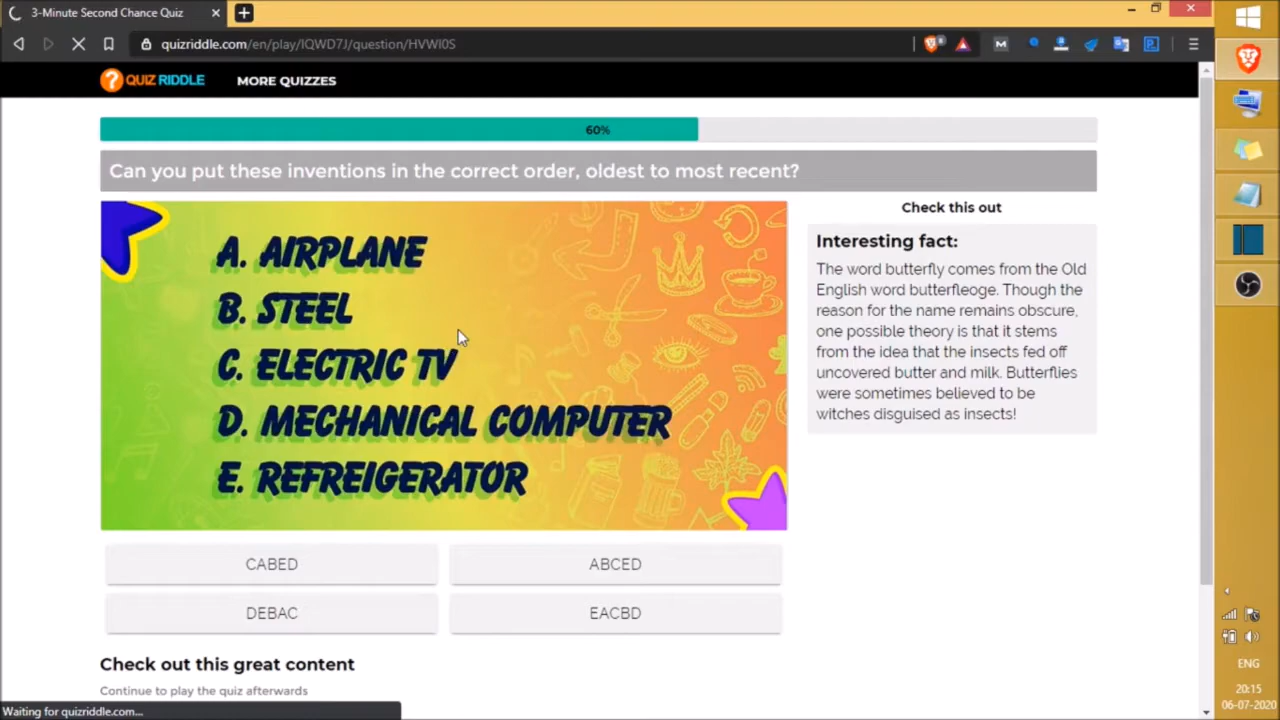 3-Minute Second Chance Quiz
quizriddle.com/en/play/IQWD7J/question/HVWI0S
QUIZ RIDDLE
MORE QUIZZES
60%
Can you put these inventions in the correct order, oldest to most recent?
A. AIRPLANE
B. STEEL
C. ELECTRIC TV
D. MECHANICAL COMPUTER
E. REFREIGERATOR
Check this out
Interesting fact:
The word butterfly comes from the Old
English word butterfleoge. Though the
reason for the name remains obscure,
one possible theory is that it stems
from the idea that the insects fed off
uncovered butter and milk. Butterflies
were sometimes believed to be
witches disguised as insects!
CABED
ABCED
DEBAC
EACBD
Check out this great content
Continue to play the quiz afterwards
Waiting for quizriddle.com...
ENG
20:15
06-07-2020